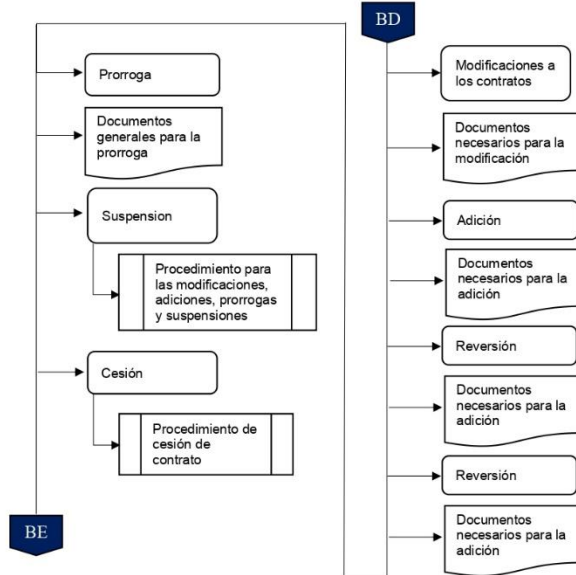 Prorroga
Documentos
generales para la
prorroga
Suspension
Procedimiento para
las modificaciones,
adiciones, prorrogas
y suspensiones
Cesión
Procedimiento de
cesión de
contrato
BE
BD
Modificaciones a
los contratos
Documentos
necesarios para la
modificación
Adición
Documentos
necesarios para la
adición
Reversión
Documentos
necesarios para la
adición
Reversión
Documentos
necesarios para la
adición